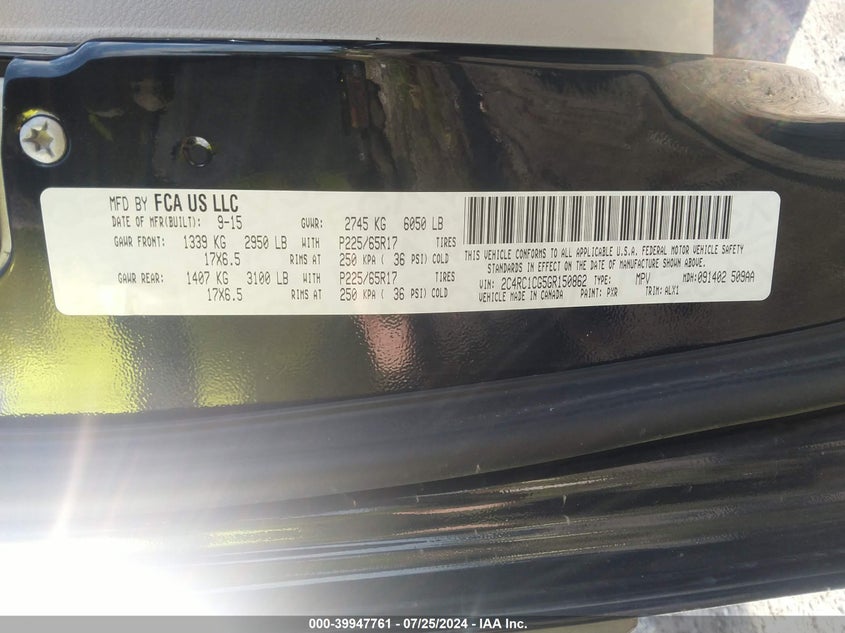 MFD BY FCA US LLC
DATE OF MFR(BUILT): 9-15 GVWR: 2745 KG 6050 LB
GAWR FRONT: 1339 KG 2950 LB WITH P225/65R17 TIRES
17X6.5 RIMS AT 250 KPA ( 36 PSI) COLD
GAWR REAR: 1407 KG 3100 LB WITH P225/65R17 TIRES
17X6.5 RIMS AT 250 KPA ( 36 PSI) COLD
THIS VEHICLE CONFORMS TO ALL APPLICABLE U.S.A. FEDERAL MOTOR VEHICLE SAFETY
STANDARDS IN EFFECT ON THE DATE OF MANUFACTURE SHOWN ABOVE.
VIN: 2C4RC1CG5GR150862 TYPE: MPV MDH:091402 509AA
VEHICLE MADE IN CANADA PAINT: PXR TRIM: ALX1
000-39947761 - 07/25/2024 - IAA Inc.